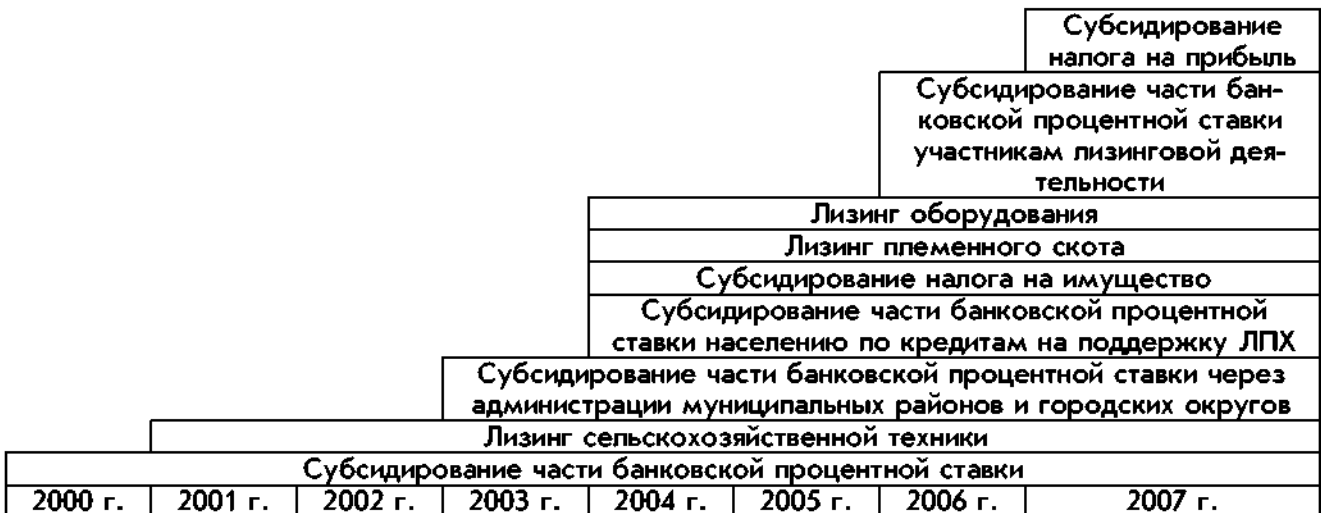 Субсидирование
налога на прибыль
Субсидирование части бан-
ковской процентной ставки
участникам лизинговой дея-
тельности
Лизинг оборудования
Лизинг племенного скота
Субсидирование налога на имущество
Субсидирование части банковской процентной
ставки населению по кредитам на поддержку ЛПХ
Субсидирование части банковской процентной ставки через
администрации муниципальных районов и городских округов
Лизинг сельскохозяйственной техники
Субсидирование части банковской процентной ставки
2000 г. 2001 г. 2002 г. 2003 г. 2004 г. 2005 г. 2006 г. 2007 г.